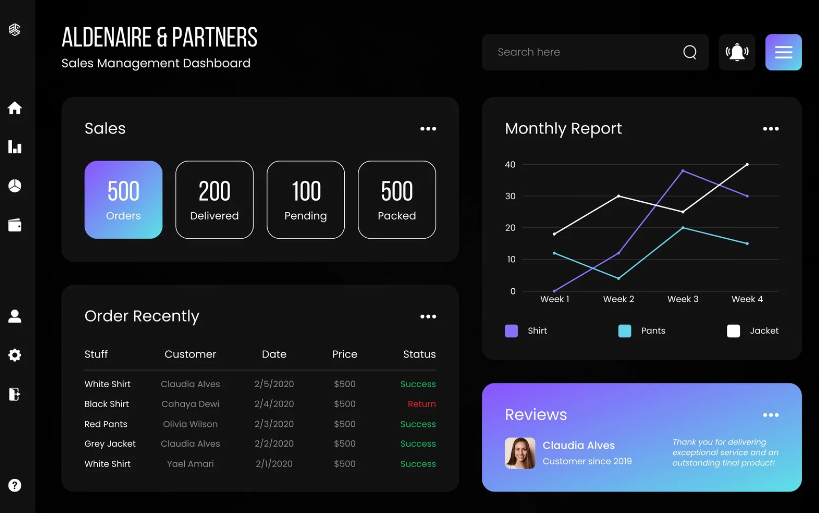 ALDENAIRE & PARTNERS
Sales Management Dashboard
Search here
Sales
500
Orders
200
Delivered
100
Pending
500
Packed
Monthly Report
40
30
20
10
0
Week 1 Week 2 Week 3 Week 4
Shirt Pants Jacket
Order Recently
Stuff Customer Date Price Status
White Shirt Claudia Alves 2/5/2020 $500 Success
Black Shirt Cahaya Dewi 2/4/2020 $500 Return
Red Pants Olivia Wilson 2/3/2020 $500 Success
Grey Jacket Claudia Alves 2/2/2020 $500 Success
White Shirt Yael Amari 2/1/2020 $500 Success
Reviews
Claudia Alves
Customer since 2019
Thank you for delivering
exceptional service and an
outstanding final product!
?